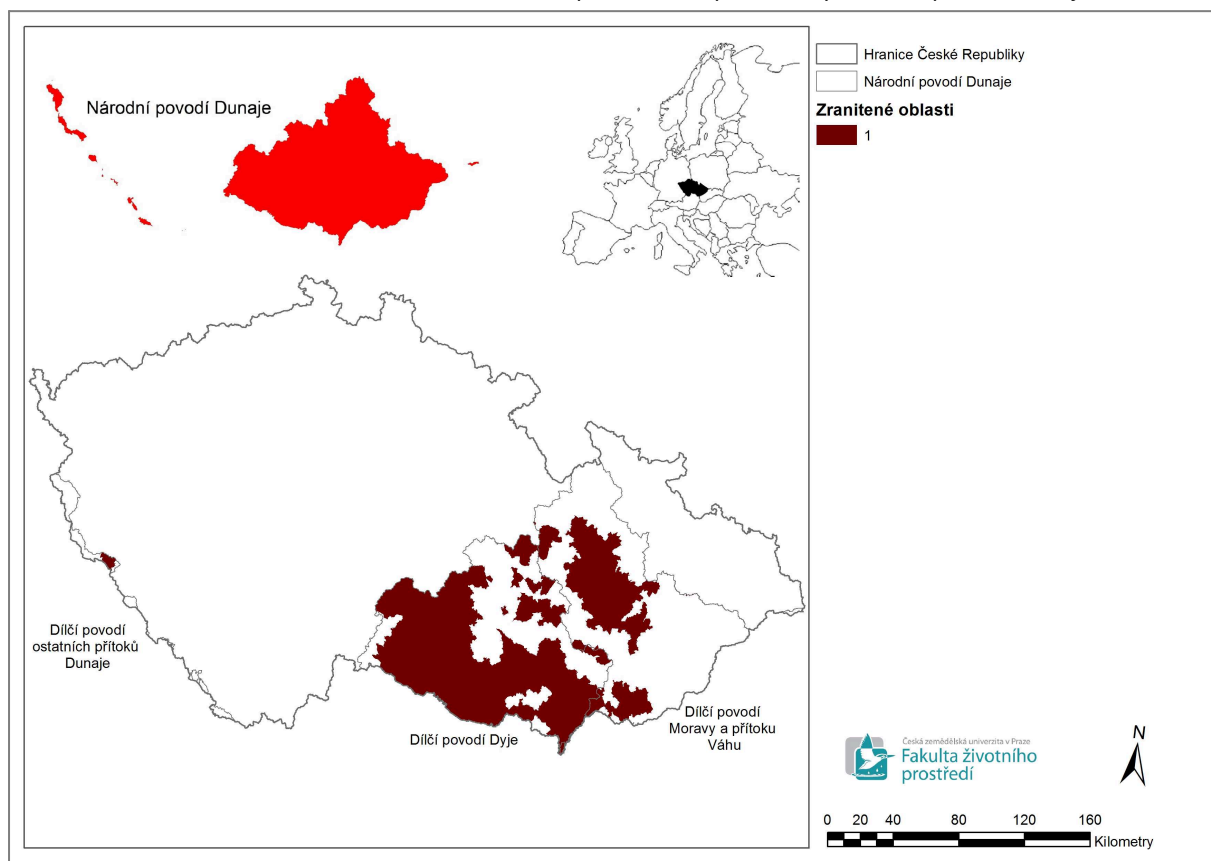 Národní povodí Dunaje
Hranice České Republiky
Národní povodí Dunaje
Zranitené oblasti
1
Dílčí povodí
ostatních přítoků
Dunaje
Dílčí povodí Dyje
Dílčí povodí
Moravy a přítoku
Váhu
Česká zemědělská univerzita v Praze
Fakulta životního
prostředí
N
0 20 40 80 120 160
Kilometry